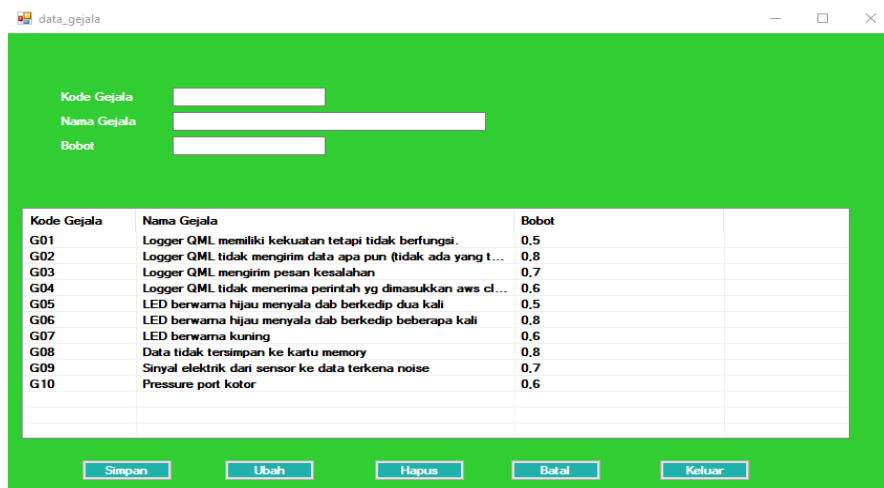 data_gejala
Kode Gejala
Nama Gejala
Bobot
Kode Gejala Nama Gejala Bobot
G01 Logger QML memiliki kekuatan tetapi tidak berfungsi. 0,5
G02 Logger QML tidak mengirim data apa pun (tidak ada yang t... 0,8
G03 Logger QML mengirim pesan kesalahan 0,7
G04 Logger QML tidak menerima perintah yg dimasukkan aws cl... 0,6
G05 LED berwarna hijau menyala dab berkedip dua kali 0,5
G06 LED berwarna hijau menyala dab berkedip beberapa kali 0,8
G07 LED berwarna kuning 0,6
G08 Data tidak tersimpan ke kartu memory 0,8
G09 Sinyal elektrik dari sensor ke data terkena noise 0,7
G10 Pressure port kotor 0,6
Simpan Ubah Hapus Batal Keluar